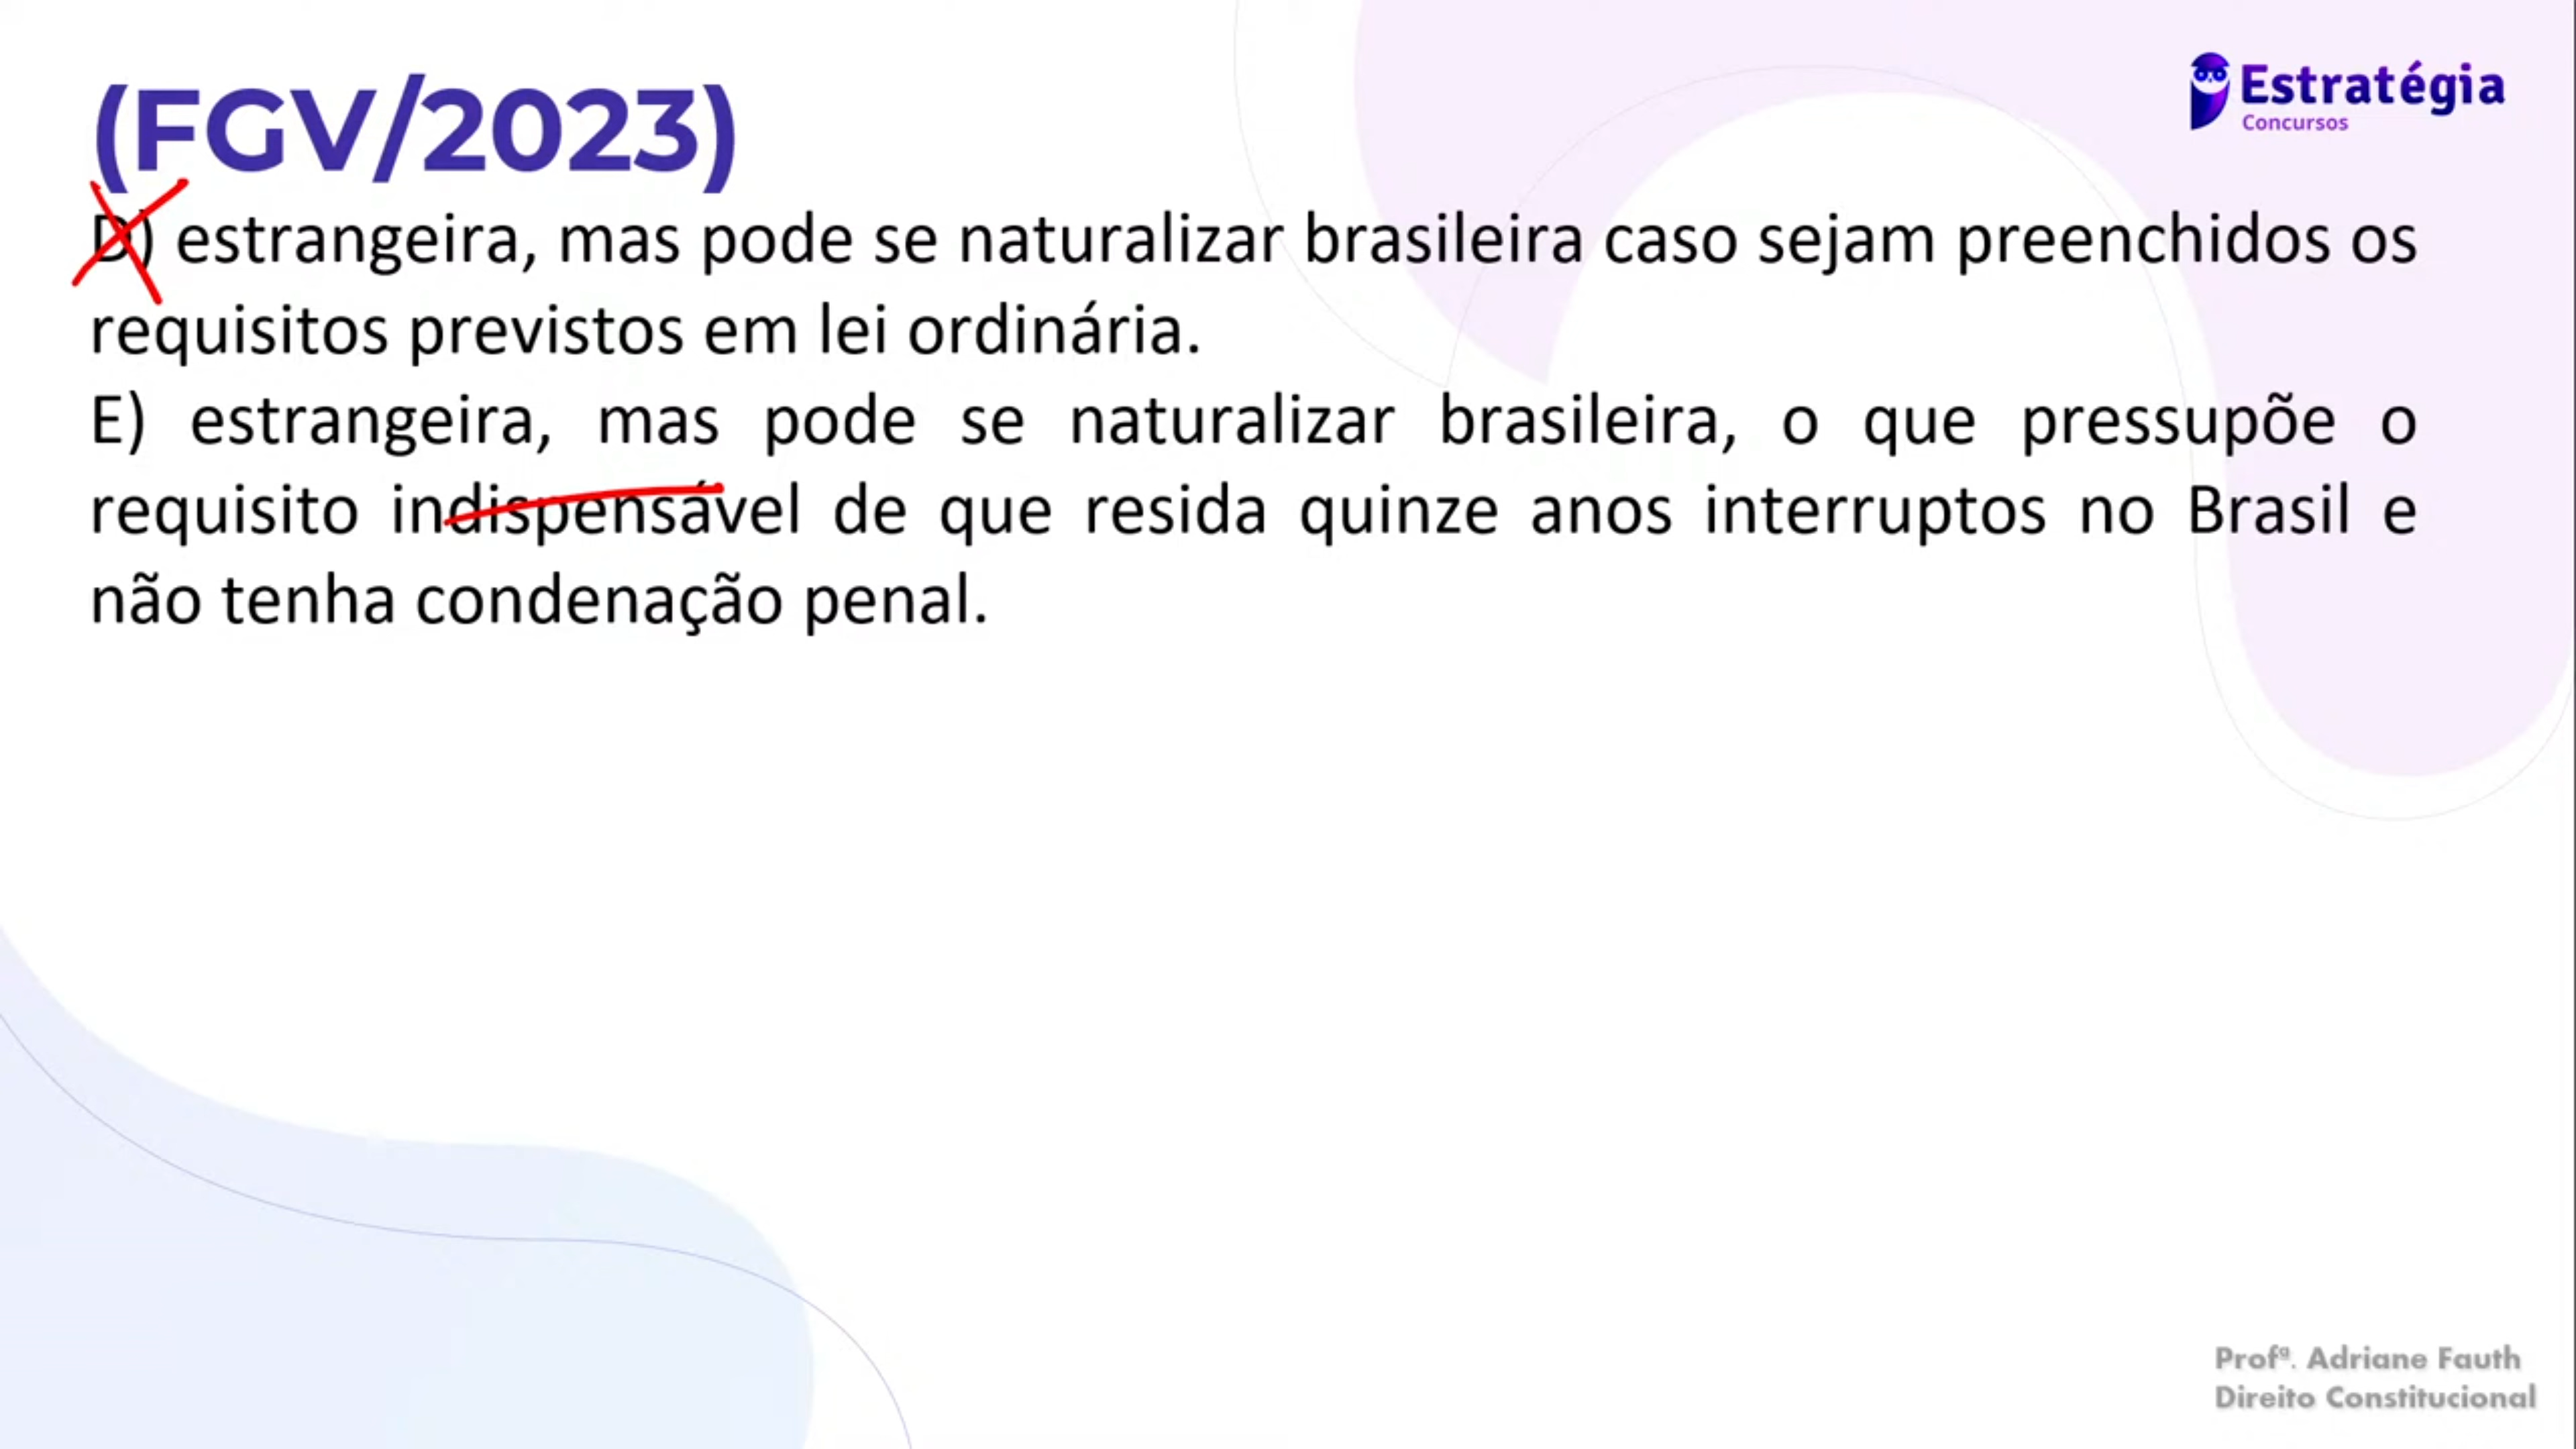 (FGV/2023)
Estratégia
Concursos
D) estrangeira, mas pode se naturalizar brasileira caso sejam preenchidos os
requisitos previstos em lei ordinária.
E) estrangeira, mas pode se naturalizar brasileira, o que pressupõe o
requisito indispensável de que resida quinze anos interruptos no Brasil e
não tenha condenação penal.
Profª. Adriane Fauth
Direito Constitucional